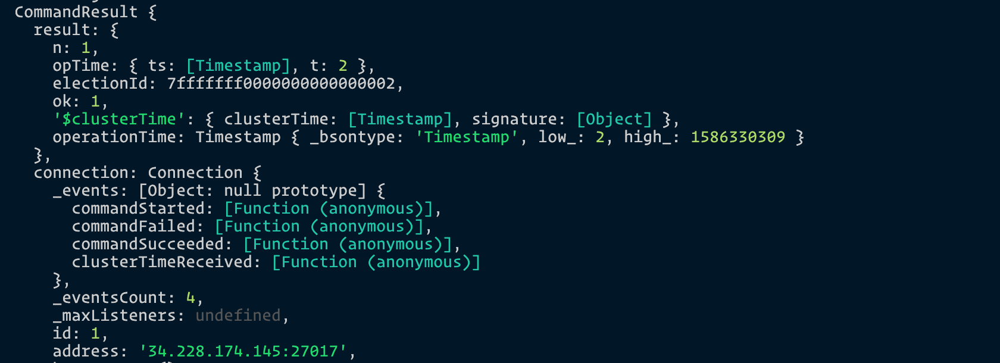 CommandResult {
result: {
n: 1,
opTime: { ts: [Timestamp], t: 2 },
electionId: 7fffffff0000000000000002,
ok: 1,
'$clusterTime': { clusterTime: [Timestamp], signature: [Object] },
operationTime: Timestamp { _bsontype: 'Timestamp', low_: 2, high_: 1586330309 }
},
connection: Connection {
_events: [Object: null prototype] {
commandStarted: [Function (anonymous)],
commandFailed: [Function (anonymous)],
commandSucceeded: [Function (anonymous)],
clusterTimeReceived: [Function (anonymous)]
},
_eventsCount: 4,
_maxListeners: undefined,
id: 1,
address: '34.228.174.145:27017',